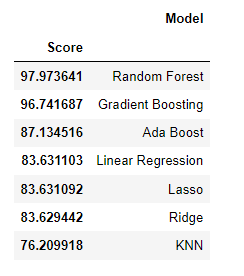 Model
Score
97.973641 Random Forest
96.741687 Gradient Boosting
87.134516 Ada Boost
83.631103 Linear Regression
83.631092 Lasso
83.629442 Ridge
76.209918 KNN